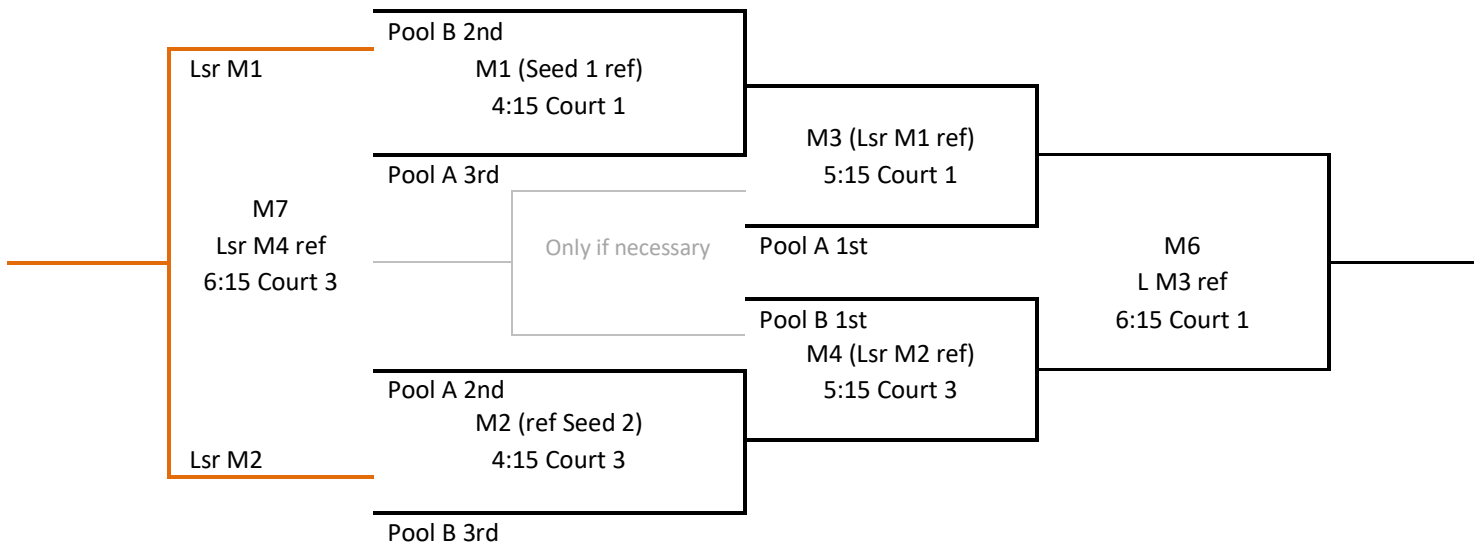 Pool B 2nd
Lsr M1
M1 (Seed 1 ref)
4:15 Court 1
M3 (Lsr M1 ref)
5:15 Court 1
Pool A 3rd
M7
Lsr M4 ref
6:15 Court 3
Only if necessary
Pool A 1st
M6
L M3 ref
6:15 Court 1
Pool B 1st
M4 (Lsr M2 ref)
5:15 Court 3
Pool A 2nd
M2 (ref Seed 2)
4:15 Court 3
Lsr M2
Pool B 3rd